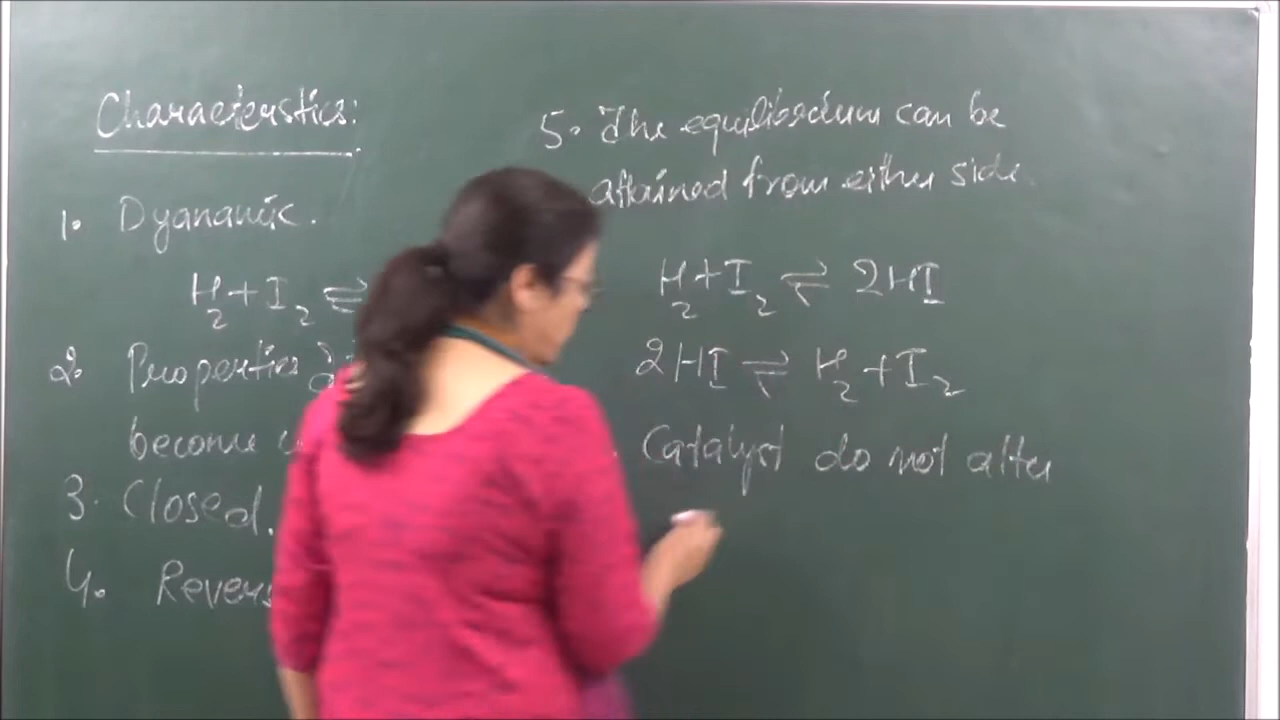 Characterstics:
1. Dyanamic.
H2 + I2 ⇌
2. Properties
become
3. Closed.
4. Revers
5. The equilibrium can be
attained from either side.
H2 + I2 ⇌ 2HI
2HI ⇌ H2 + I2
Catalyst do not alter